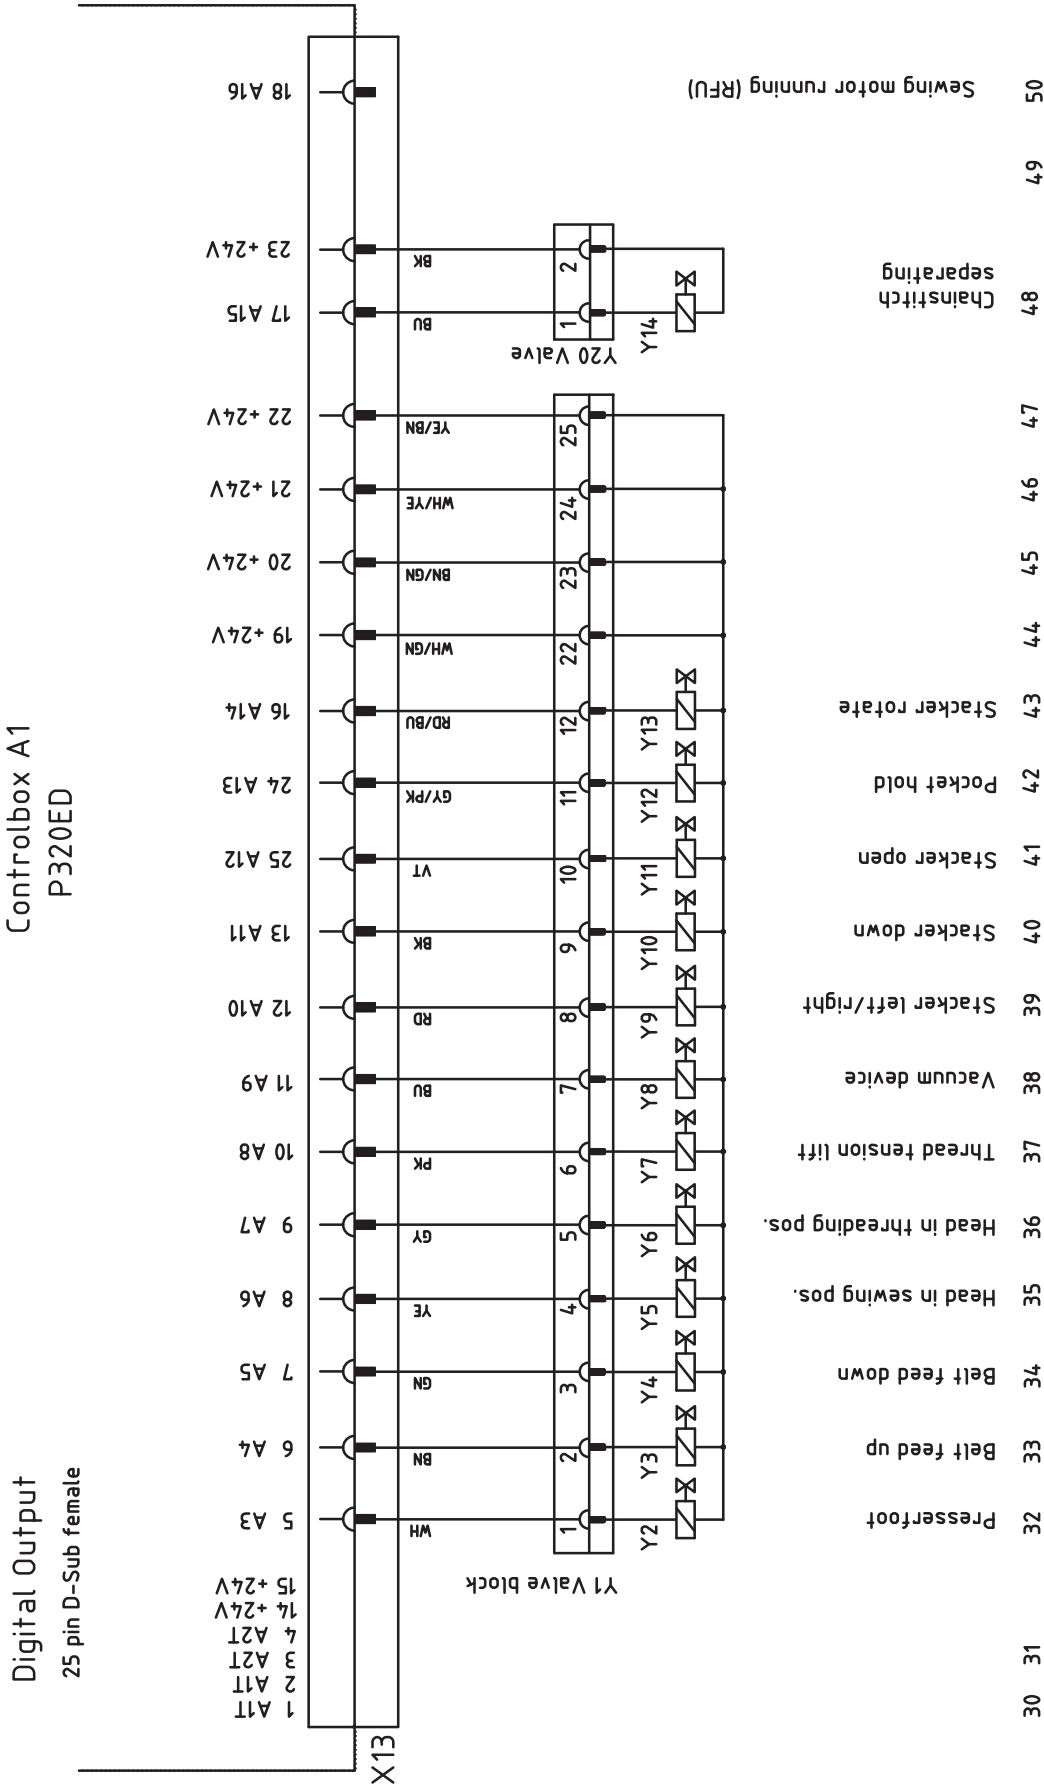 Controlbox A1
P320ED
Digital Output
25 pin D-Sub female
X13
1 A1T
2 A1T
3 A2T
4 A2T
14 +24V
15 +24V
5 A3
6 A4
7 A5
8 A6
9 A7
10 A8
11 A9
12 A10
13 A11
25 A12
24 A13
16 A14
19 +24V
20 +24V
21 +24V
22 +24V
17 A15
23 +24V
18 A16
WH
BN
GN
YE
GY
PK
BU
RD
BK
VT
GY/PK
RD/BU
WH/GN
BN/GN
WH/YE
YE/BN
BU
BK
Y1 Valve block
1
2
3
4
5
6
7
8
9
10
11
12
22
23
24
25
Y20 Valve
1
2
Y2
Y3
Y4
Y5
Y6
Y7
Y8
Y9
Y10
Y11
Y12
Y13
Y14
Presserfoot
Belt feed up
Belt feed down
Head in sewing pos.
Head in threading pos.
Thread tension lift
Vacuum device
Stacker left/right
Stacker down
Stacker open
Pocket hold
Stacker rotate
Chainstitch
separating
Sewing motor running (RFU)
30
31
32
33
34
35
36
37
38
39
40
41
42
43
44
45
46
47
48
49
50